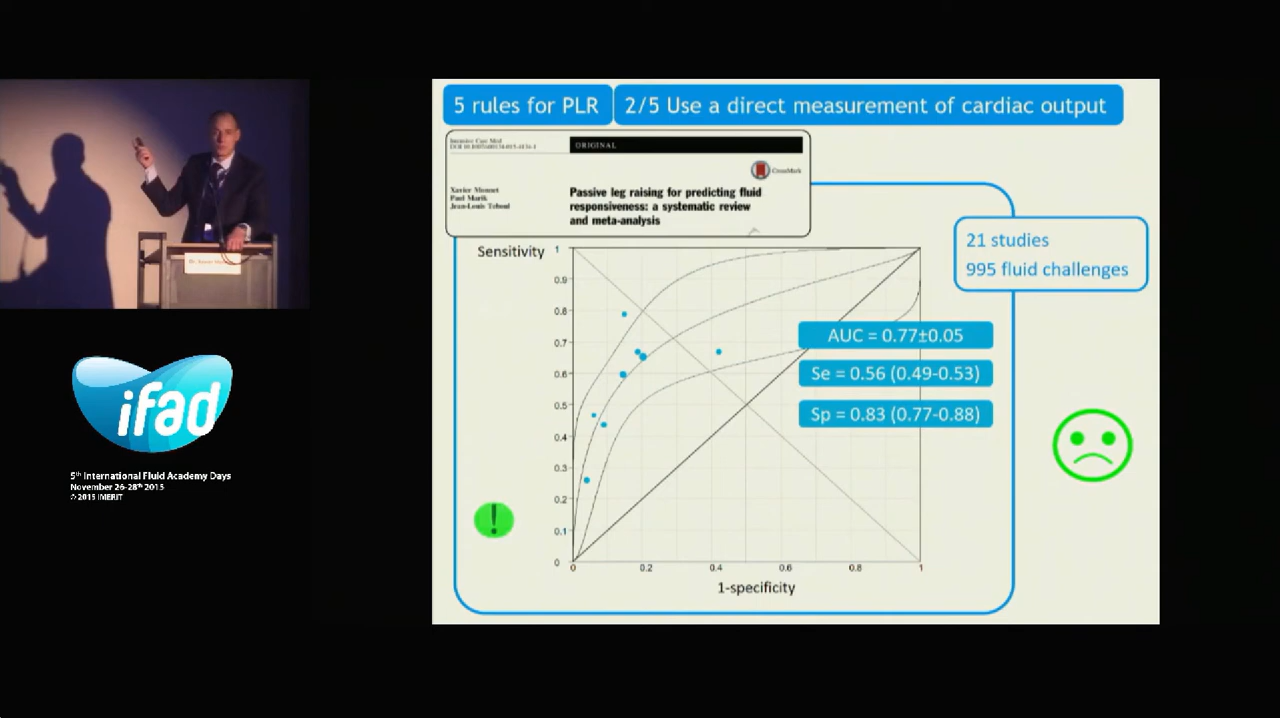 5 rules for PLR
2/5 Use a direct measurement of cardiac output
Intensive Care Med
ORIGINAL
CrossMark
Xavier Monnet
Paul Marik
Jean-Louis Teboul
Passive leg raising for predicting fluid
responsiveness: a systematic review
and meta-analysis
21 studies
995 fluid challenges
Sensitivity
1
0.9
0.8
0.7
0.6
0.5
0.4
0.3
0.2
0.1
0
0
0.2
0.4
0.6
0.8
1
1-specificity
AUC = 0.77±0.05
Se = 0.56 (0.49-0.53)
Sp = 0.83 (0.77-0.88)
!
ifad
5th International Fluid Academy Days
November 26-28th 2015
© 2015 IMERIT